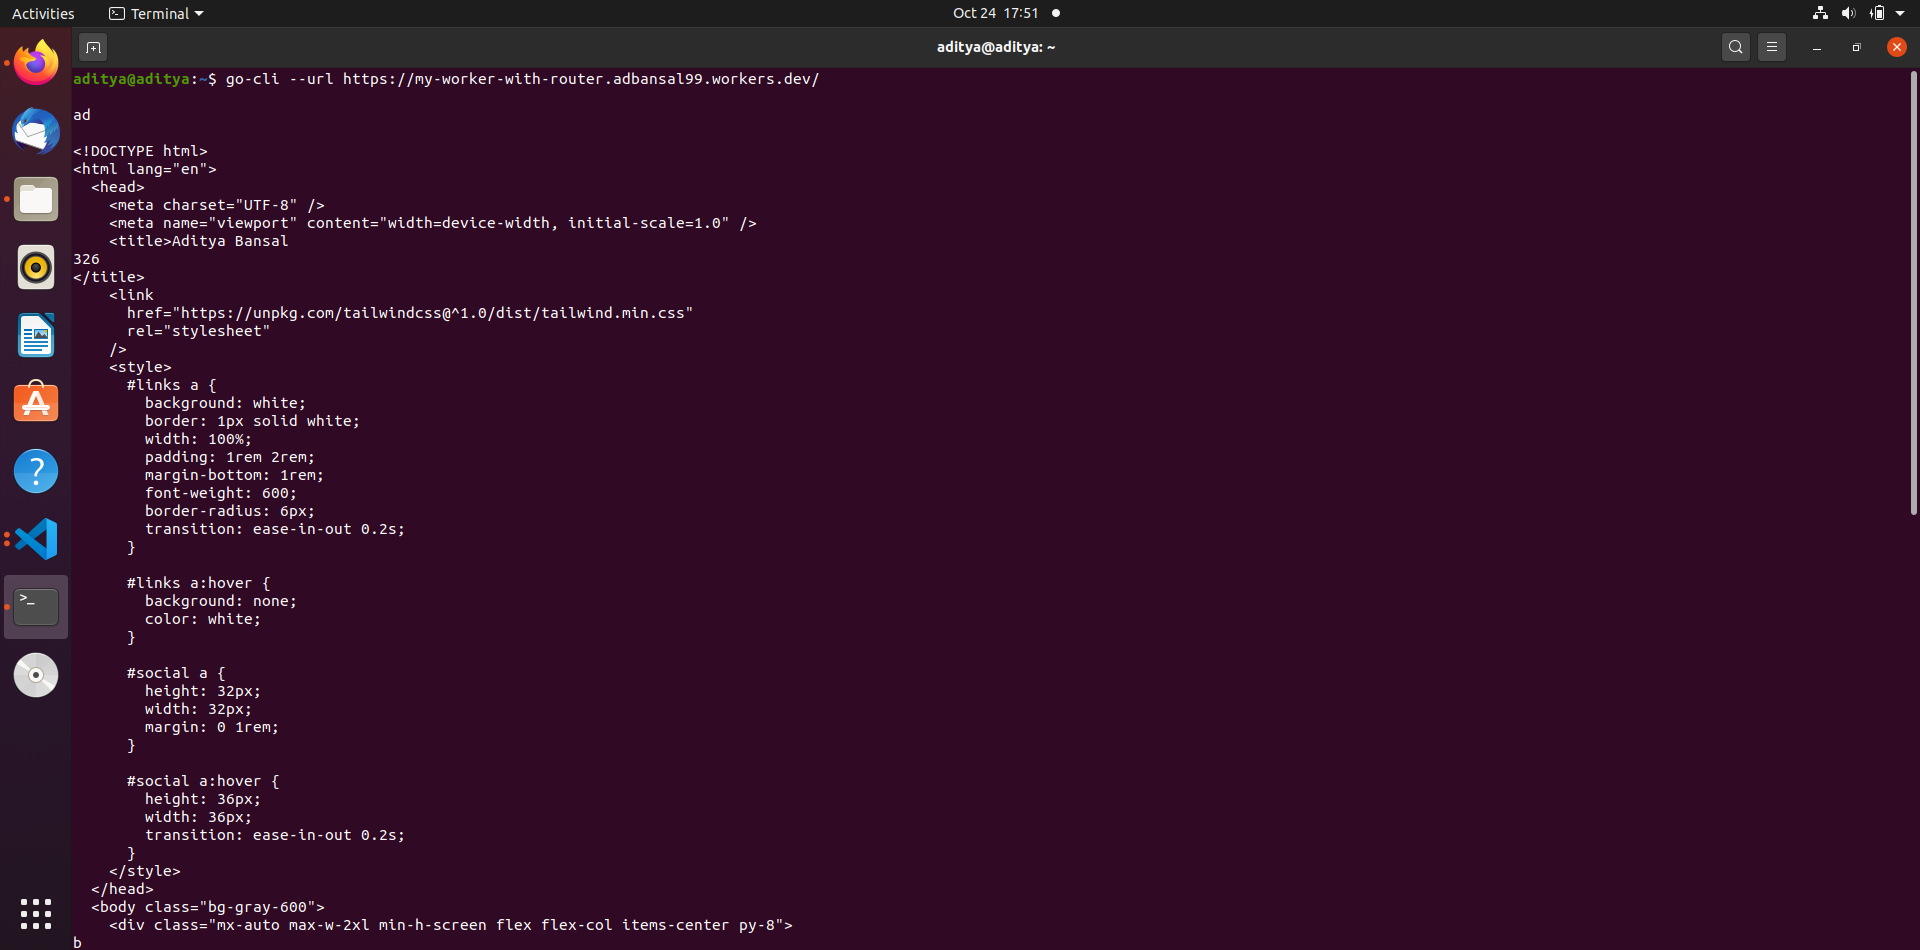 Activities
Terminal
Oct 24 17:51
aditya@aditya: ~
aditya@aditya:~$ go-cli --url https://my-worker-with-router.adbansal99.workers.dev/

ad

<!DOCTYPE html>
<html lang="en">
  <head>
    <meta charset="UTF-8" />
    <meta name="viewport" content="width=device-width, initial-scale=1.0" />
    <title>Aditya Bansal
326
</title>
    <link
      href="https://unpkg.com/tailwindcss@^1.0/dist/tailwind.min.css"
      rel="stylesheet"
    />
    <style>
      #links a {
        background: white;
        border: 1px solid white;
        width: 100%;
        padding: 1rem 2rem;
        margin-bottom: 1rem;
        font-weight: 600;
        border-radius: 6px;
        transition: ease-in-out 0.2s;
      }

      #links a:hover {
        background: none;
        color: white;
      }

      #social a {
        height: 32px;
        width: 32px;
        margin: 0 1rem;
      }

      #social a:hover {
        height: 36px;
        width: 36px;
        transition: ease-in-out 0.2s;
      }
    </style>
  </head>
  <body class="bg-gray-600">
    <div class="mx-auto max-w-2xl min-h-screen flex flex-col items-center py-8">
b